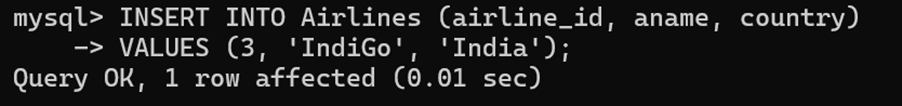 mysql> INSERT INTO Airlines (airline_id, aname, country)
    -> VALUES (3, 'IndiGo', 'India');
Query OK, 1 row affected (0.01 sec)